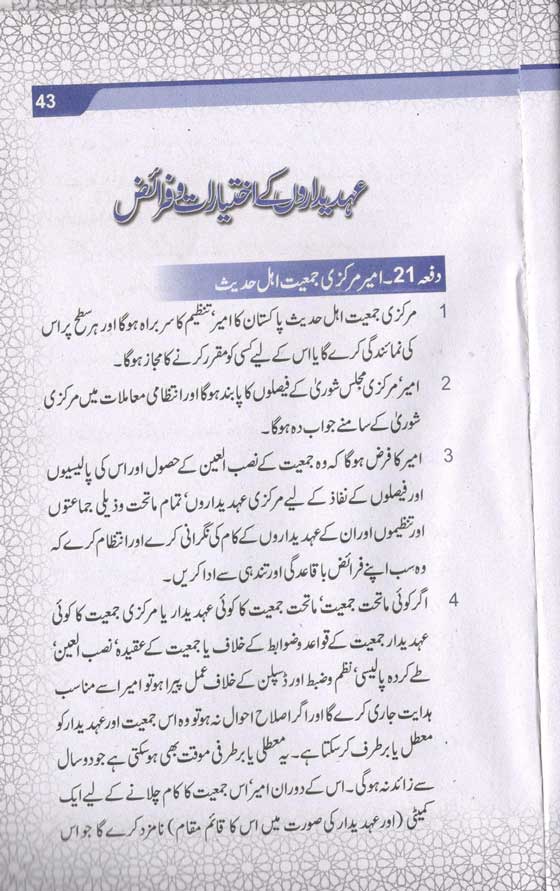 43
عہدیداروں کے اختیارات و فرائض
دفعہ 21۔ امیر مرکزی جمعیت اہل حدیث
1 مرکزی جمعیت اہل حدیث پاکستان کا امیر، تنظیم کا سربراہ ہوگا اور ہر سطح پر اس
کی نمائندگی کرے گا یا اس کے لیے کسی کو مقرر کرنے کا مجاز ہوگا۔
2 امیر، مرکزی مجلس شوریٰ کے فیصلوں کا پابند ہوگا اور انتظامی معاملات میں مرکزی
شوریٰ کے سامنے جواب دہ ہوگا۔
3 امیر کا فرض ہوگا کہ وہ جمعیت کے نصب العین کے حصول اور اس کی پالیسیوں
اور فیصلوں کے نفاذ کے لیے مرکزی عہدیداروں، تمام ماتحت و ذیلی جماعتوں
اور تنظیموں اور ان کے عہدیداروں کے کام کی نگرانی کرے اور انتظام کرے کہ
وہ سب اپنے فرائض باقاعدگی اور تندہی سے ادا کریں۔
4 اگر کوئی ماتحت جمعیت، ماتحت جمعیت کا کوئی عہدیدار یا مرکزی جمعیت کا کوئی
عہدیدار جمعیت کے قواعد و ضوابط کے خلاف یا جمعیت کے عقیدہ، نصب العین،
طے کردہ پالیسی، نظم و ضبط اور ڈسپلن کے خلاف عمل پیرا ہو تو امیر اسے مناسب
ہدایت جاری کرے گا اور اگر اصلاح احوال نہ ہو تو وہ اس جمعیت اور عہدیدار کو
معطل یا برطرف کر سکتا ہے۔ یہ معطلی یا برطرفی موقت بھی ہو سکتی ہے جو دو سال
سے زائد نہ ہوگی۔ اس کے دوران امیر، اس جمعیت کا کام چلانے کے لیے ایک
کمیٹی (اور عہدیدار کی صورت میں اس کا قائم مقام) نامزد کرے گا جو اس